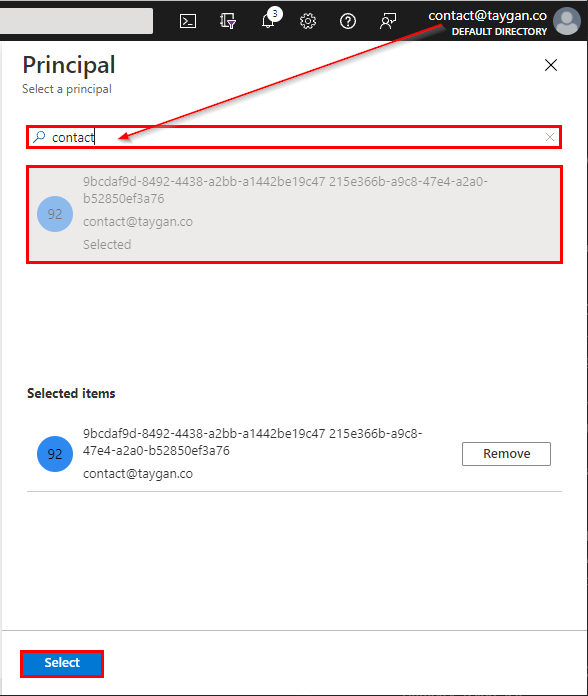 3
contact@taygan.co
DEFAULT DIRECTORY
Principal
Select a principal
contact
92
9bcdaf9d-8492-4438-a2bb-a1442be19c47 215e366b-a9c8-47e4-a2a0-
b52850ef3a76
contact@taygan.co
Selected
Selected items
92
9bcdaf9d-8492-4438-a2bb-a1442be19c47 215e366b-a9c8-
47e4-a2a0-b52850ef3a76
contact@taygan.co
Remove
Select